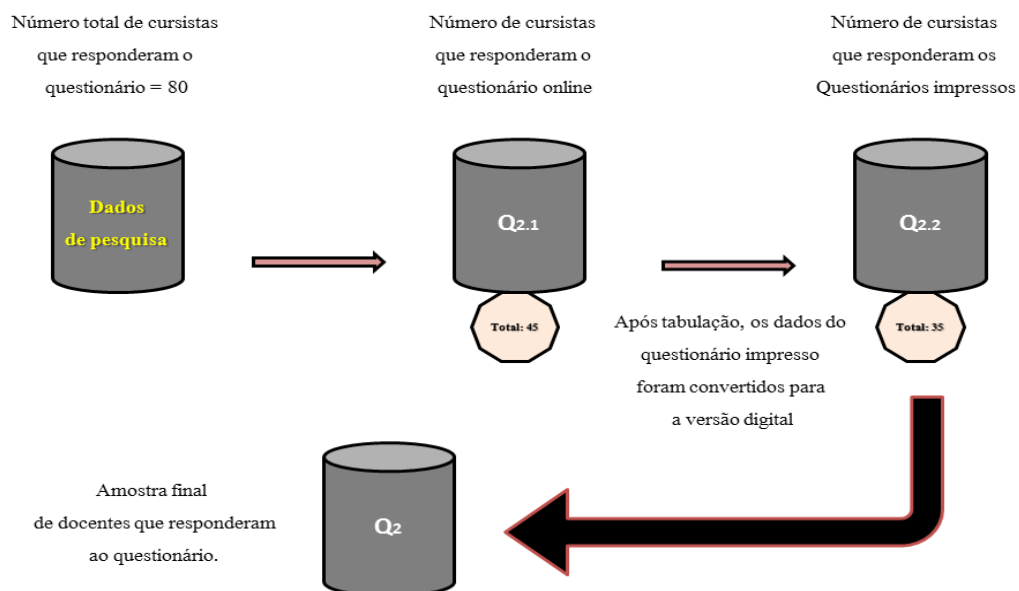 Número total de cursistas
que responderam o
questionário = 80
Número de cursistas
que responderam o
questionário online
Número de cursistas
que responderam os
Questionários impressos
Dados
de pesquisa
Q2.1
Q2.2
Total: 45
Total: 35
Após tabulação, os dados do
questionário impresso
foram convertidos para
a versão digital
Amostra final
de docentes que responderam
ao questionário.
Q2